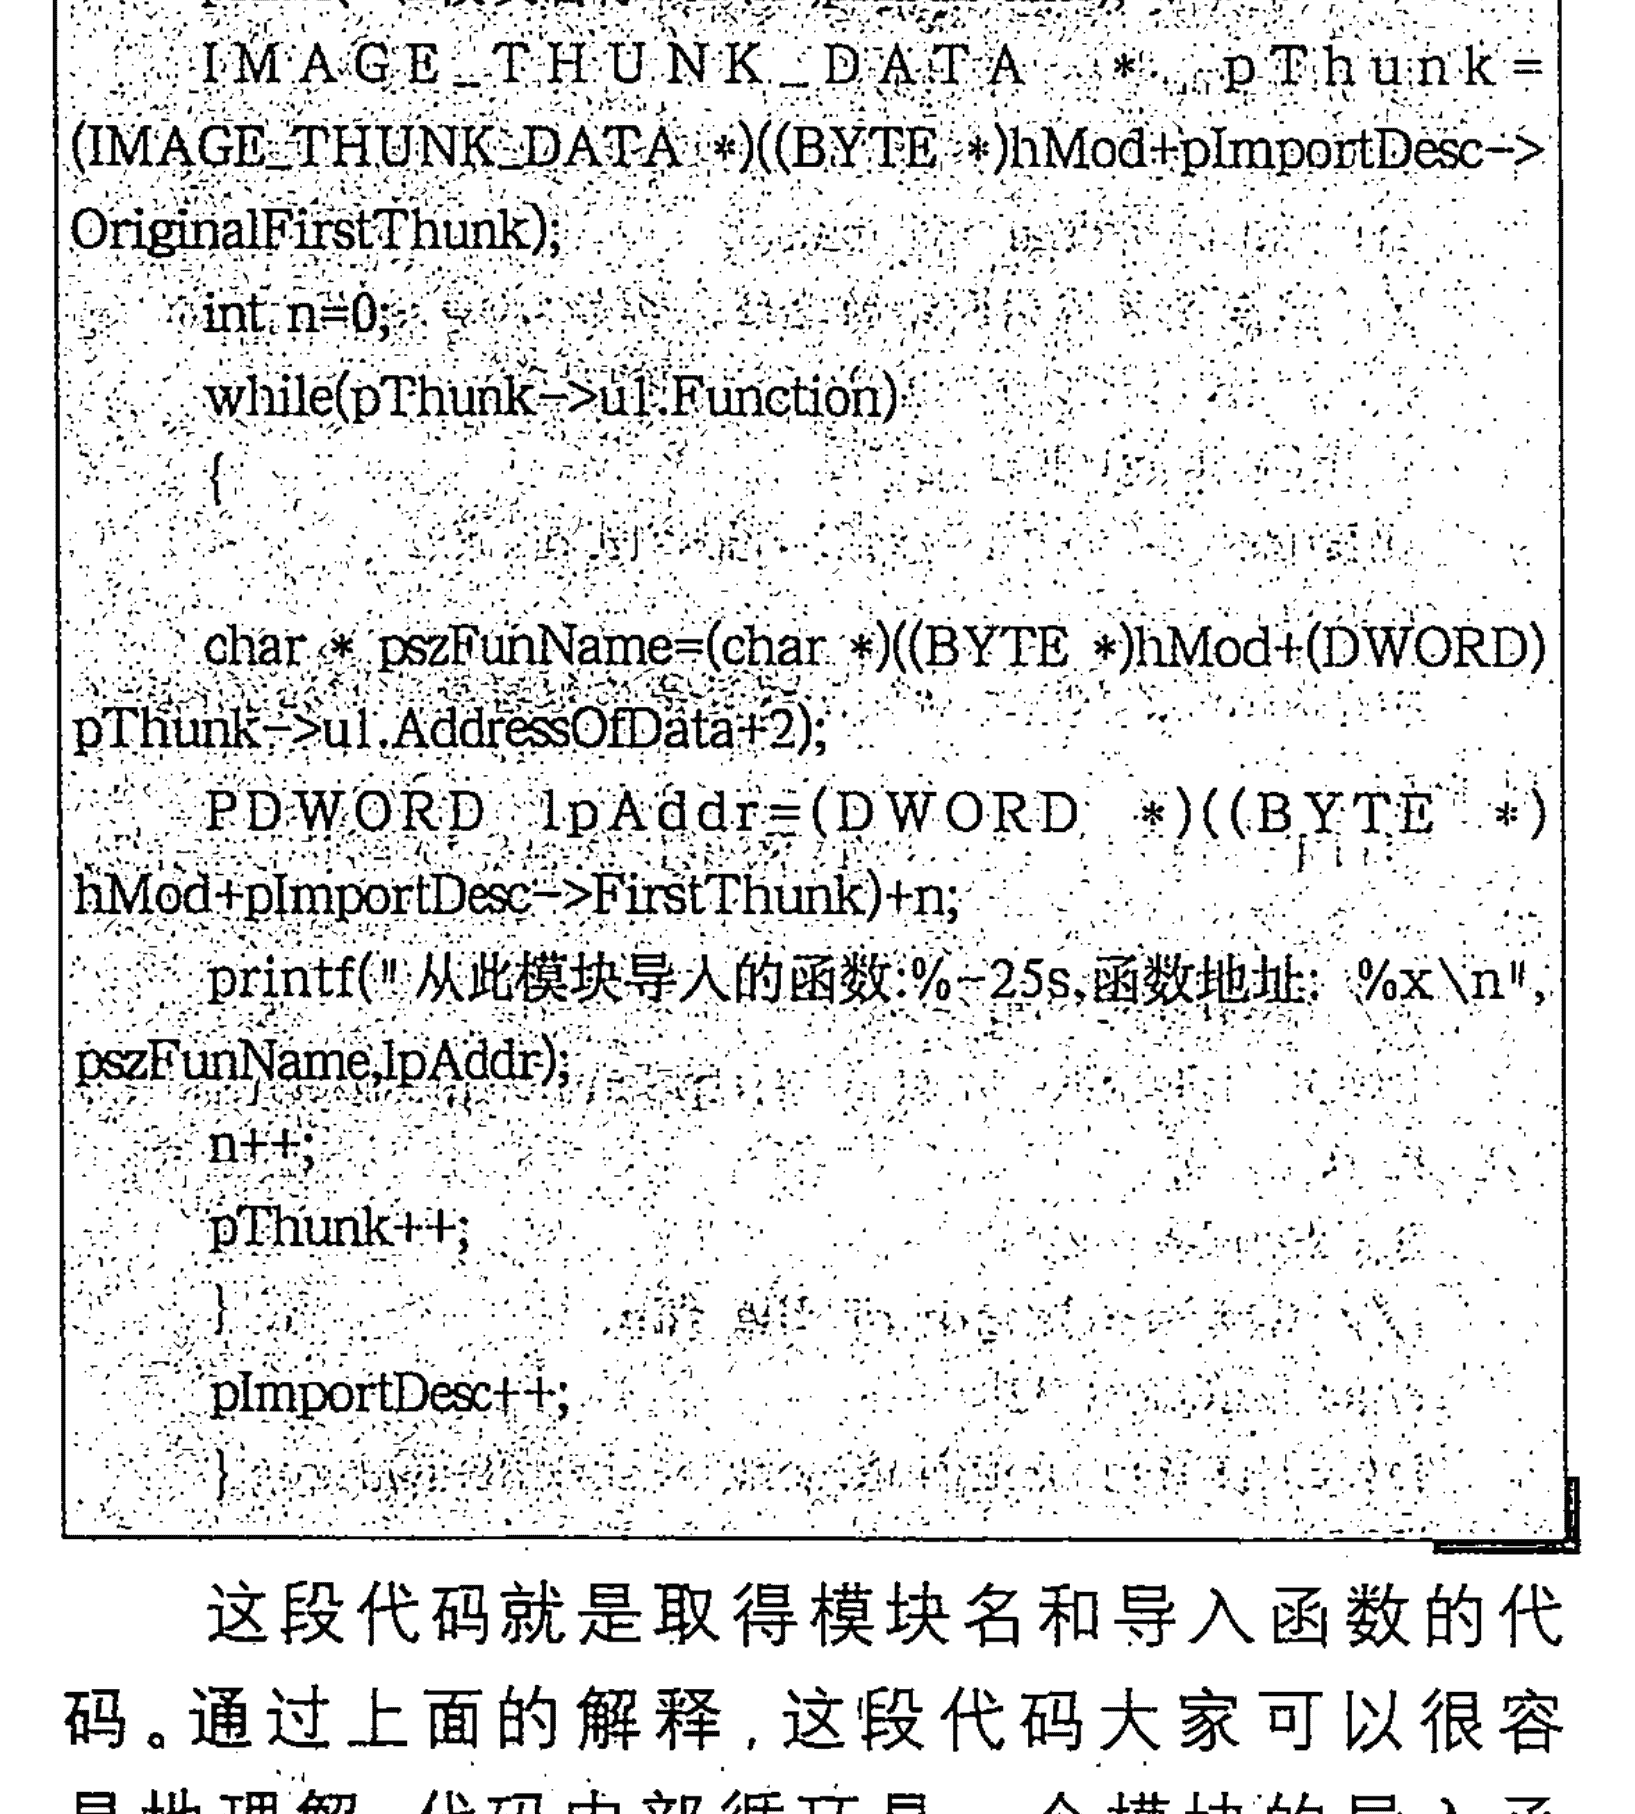 IMAGE_THUNK_DATA * pThunk=
(IMAGE_THUNK_DATA *)((BYTE *)hMod+pImportDesc->
OriginalFirstThunk);
int n=0;
while(pThunk->u1.Function)
{
char * pszFunName=(char *)((BYTE *)hMod+(DWORD)
pThunk->u1.AddressOfData+2);
PDWORD lpAddr=(DWORD *)((BYTE *)
hMod+pImportDesc->FirstThunk)+n;
printf("从此模块导入的函数:%-25s,函数地址: %x\n",
pszFunName,lpAddr);
n++;
pThunk++;
}
pImportDesc++;
}
这段代码就是取得模块名和导入函数的代
码。通过上面的解释,这段代码大家可以很容